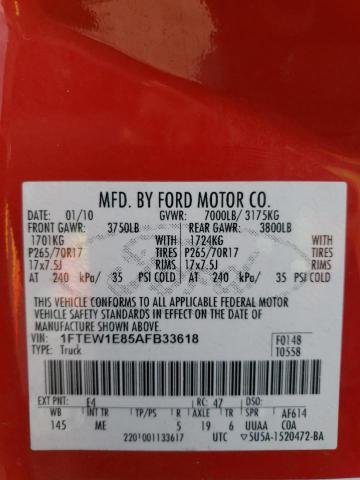 MFD. BY FORD MOTOR CO.
DATE: 01/10 GVWR: 7000LB/ 3175KG
FRONT GAWR: 3750LB REAR GAWR: 3800LB
1701KG WITH 1724KG WITH
P265/70R17 TIRES P265/70R17 TIRES
17x7.5J RIMS 17x7.5J RIMS
AT 240 kPa/ 35 PSI COLD AT 240 kPa/ 35 PSI COLD
THIS VEHICLE CONFORMS TO ALL APPLICABLE FEDERAL MOTOR
VEHICLE SAFETY STANDARDS IN EFFECT ON THE DATE OF
MANUFACTURE SHOWN ABOVE.
VIN: 1FTEW1E85AFB33618 F0148
TYPE: Truck T0558
EXT PNT: E4 RC: 47 DSO:
WB INT TR TP/PS R AXLE TR SPR AF614
145 ME 5 19 6 UUAA C0A
2201001133617 UTC ▽5U5A-1520472-BA